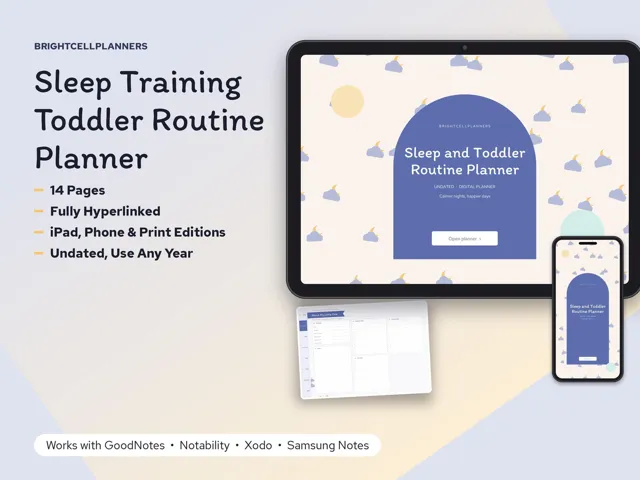 BRIGHTCELLPLANNERS
Sleep Training
Toddler Routine
Planner
14 Pages
Fully Hyperlinked
iPad, Phone & Print Editions
Undated, Use Any Year
BRIGHTCELLPLANNERS
Sleep and Toddler
Routine Planner
UNDATED · DIGITAL PLANNER
Calmer nights, happier days
Open planner
Sleep and Toddler
Routine Planner
Works with GoodNotes • Notability • Xodo • Samsung Notes